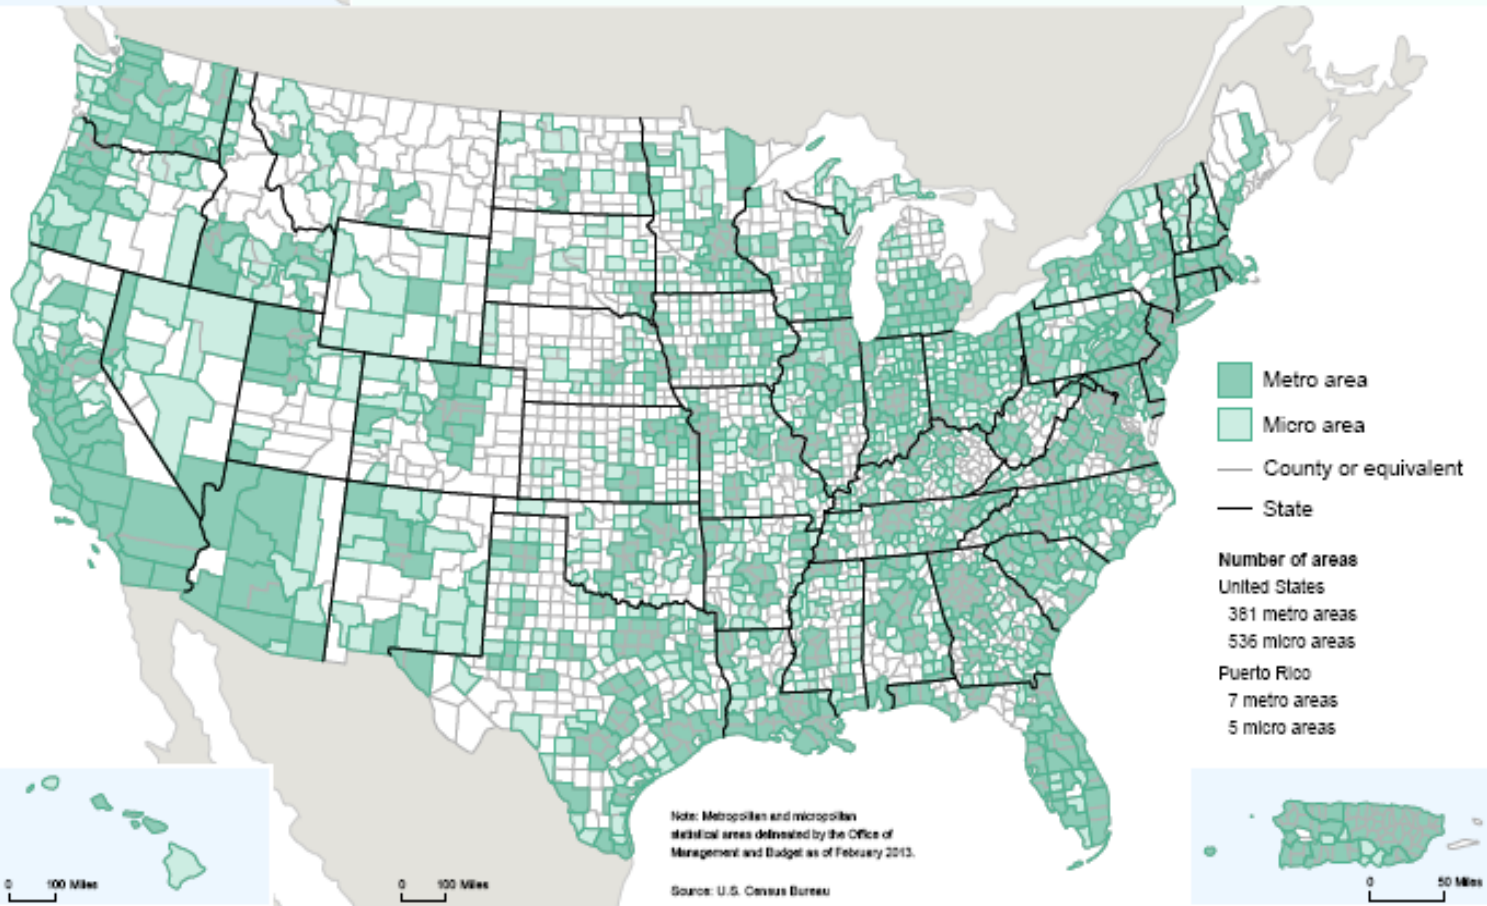 Metro area
Micro area
County or equivalent
State
Number of areas
United States
381 metro areas
536 micro areas
Puerto Rico
7 metro areas
5 micro areas
Note: Metropolitan and micropolitan
statistical areas delineated by the Office of
Management and Budget as of February 2013.
Source: U.S. Census Bureau
0 100 Miles
0 100 Miles
0 50 Miles